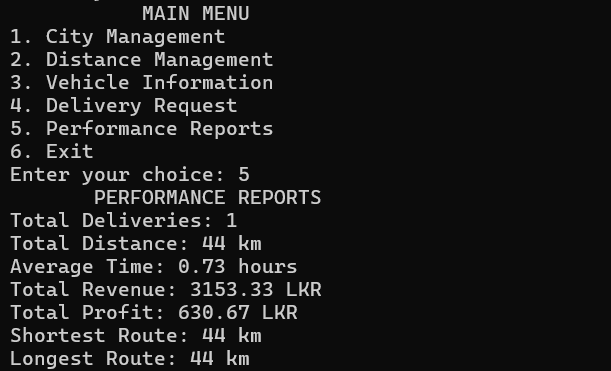 MAIN MENU
1. City Management
2. Distance Management
3. Vehicle Information
4. Delivery Request
5. Performance Reports
6. Exit
Enter your choice: 5
PERFORMANCE REPORTS
Total Deliveries: 1
Total Distance: 44 km
Average Time: 0.73 hours
Total Revenue: 3153.33 LKR
Total Profit: 630.67 LKR
Shortest Route: 44 km
Longest Route: 44 km